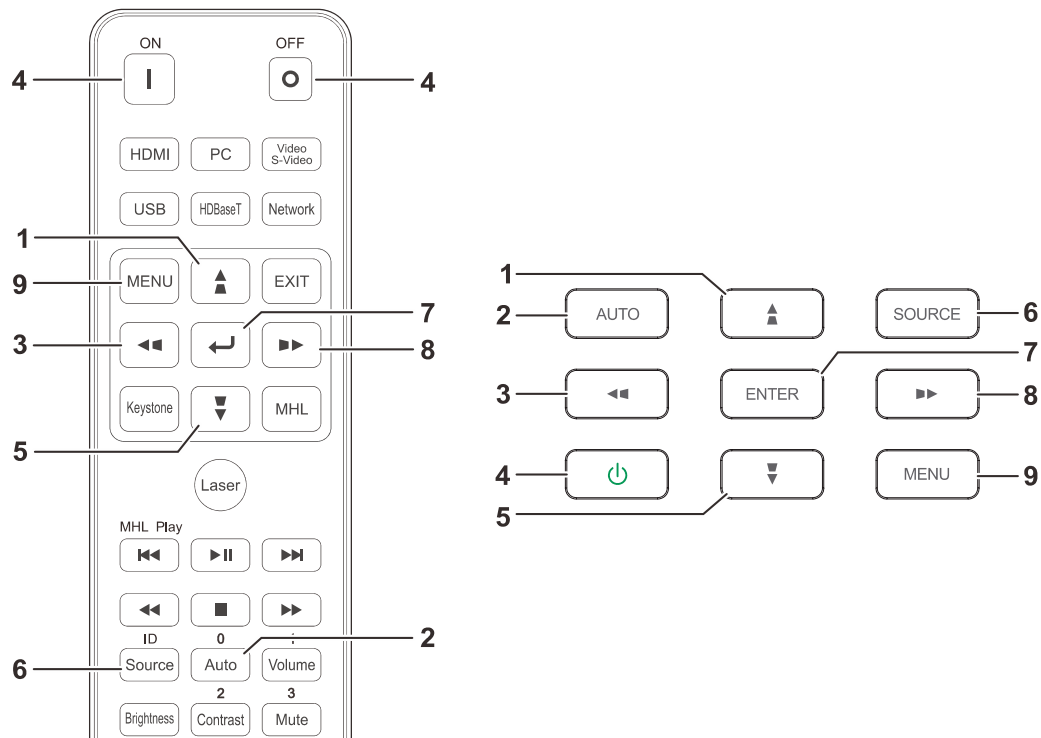 ON OFF
4 4
HDMI PC Video
S-Video
USB HDBaseT Network
1
9 MENU EXIT
7
3 8
Keystone MHL
5
Laser
MHL Play
ID 0
2
6 Source Auto Volume
2 3
Brightness Contrast Mute
1
2 AUTO SOURCE 6
7
3 ENTER 8
4 MENU 9
5